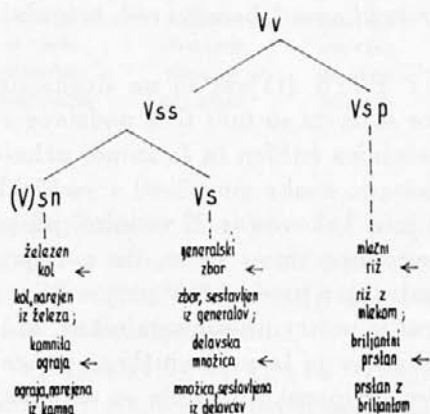 Vv
Vss
Vsp
(V)sn
Vs
železen
kol ←
kol, narejen
iz železa ;
kamnita
ograja ←
ograja, narejena
iz kamna
generalski
zbor ←
zbor, sestavljen
iz generalov ;
delavska
množica ←
množica, sestavljena
iz delavcev
mlečni
riž ←
riž z
mlekom ;
briljantni
prstan ←
prstan z
briljantom